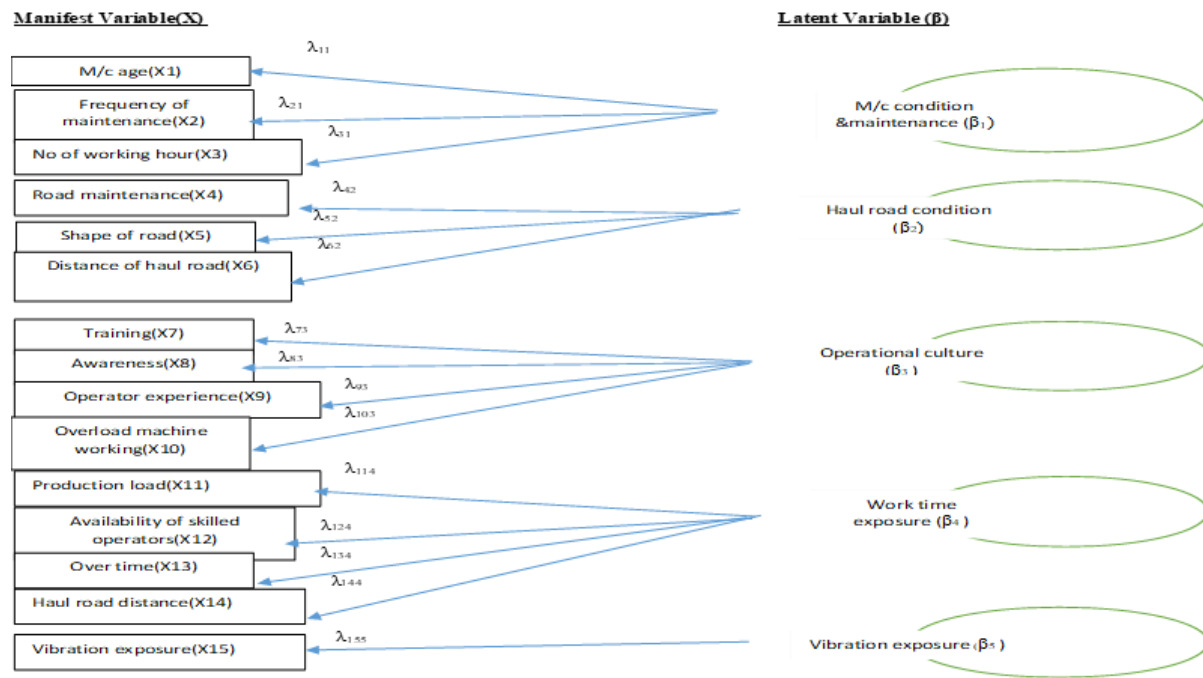 Manifest Variable(X)
Latent Variable (β)
λ₁₁
M/c age(X1)
λ₂₁
Frequency of
maintenance(X2)
λ₃₁
No of working hour(X3)
M/c condition
&maintenance (β₁)
λ₄₂
Road maintenance(X4)
λ₅₂
Shape of road(X5)
λ₆₂
Distance of haul road(X6)
Haul road condition
(β₂)
λ₇₃
Training(X7)
λ₈₃
Awareness(X8)
λ₉₃
Operator experience(X9)
λ₁₀₃
Overload machine
working(X10)
Operational culture
(β₃ )
λ₁₁₄
Production load(X11)
λ₁₂₄
Availability of skilled
operators(X12)
λ₁₃₄
Over time(X13)
λ₁₄₄
Haul road distance(X14)
Work time
exposure (β₄ )
λ₁₅₅
Vibration exposure(X15)
Vibration exposure (β₅ )